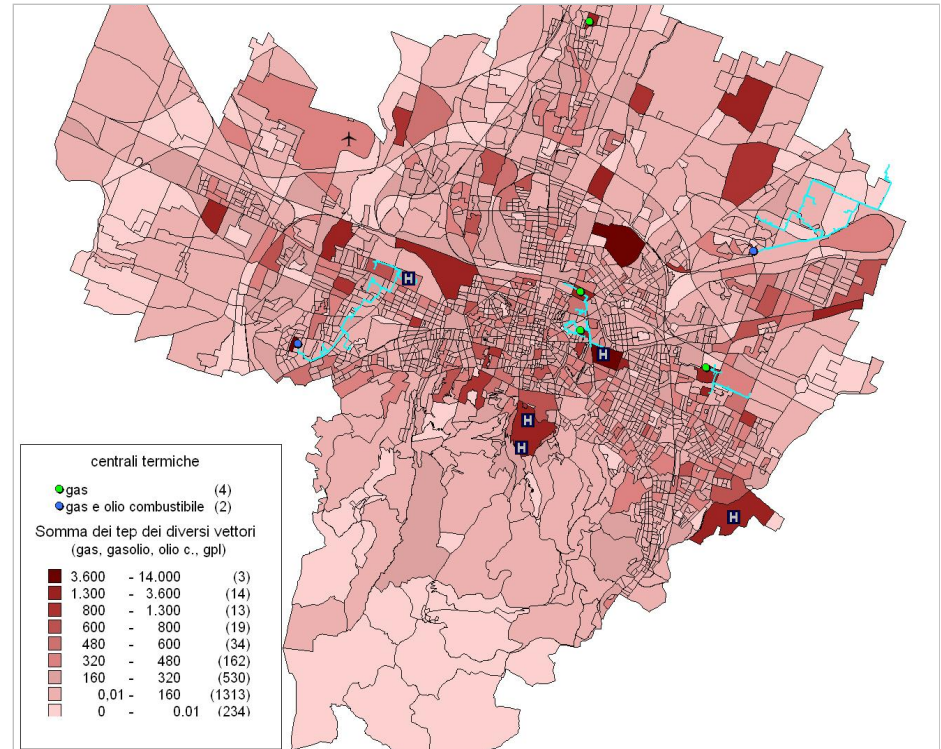 H
H
H
H
H
centrali termiche
gas (4)
gas e olio combustibile (2)
Somma dei tep dei diversi vettori
(gas, gasolio, olio c., gpl)
3.600 - 14.000 (3)
1.300 - 3.600 (14)
800 - 1.300 (13)
600 - 800 (19)
480 - 600 (34)
320 - 480 (162)
160 - 320 (530)
0,01 - 160 (1313)
0 - 0.01 (234)